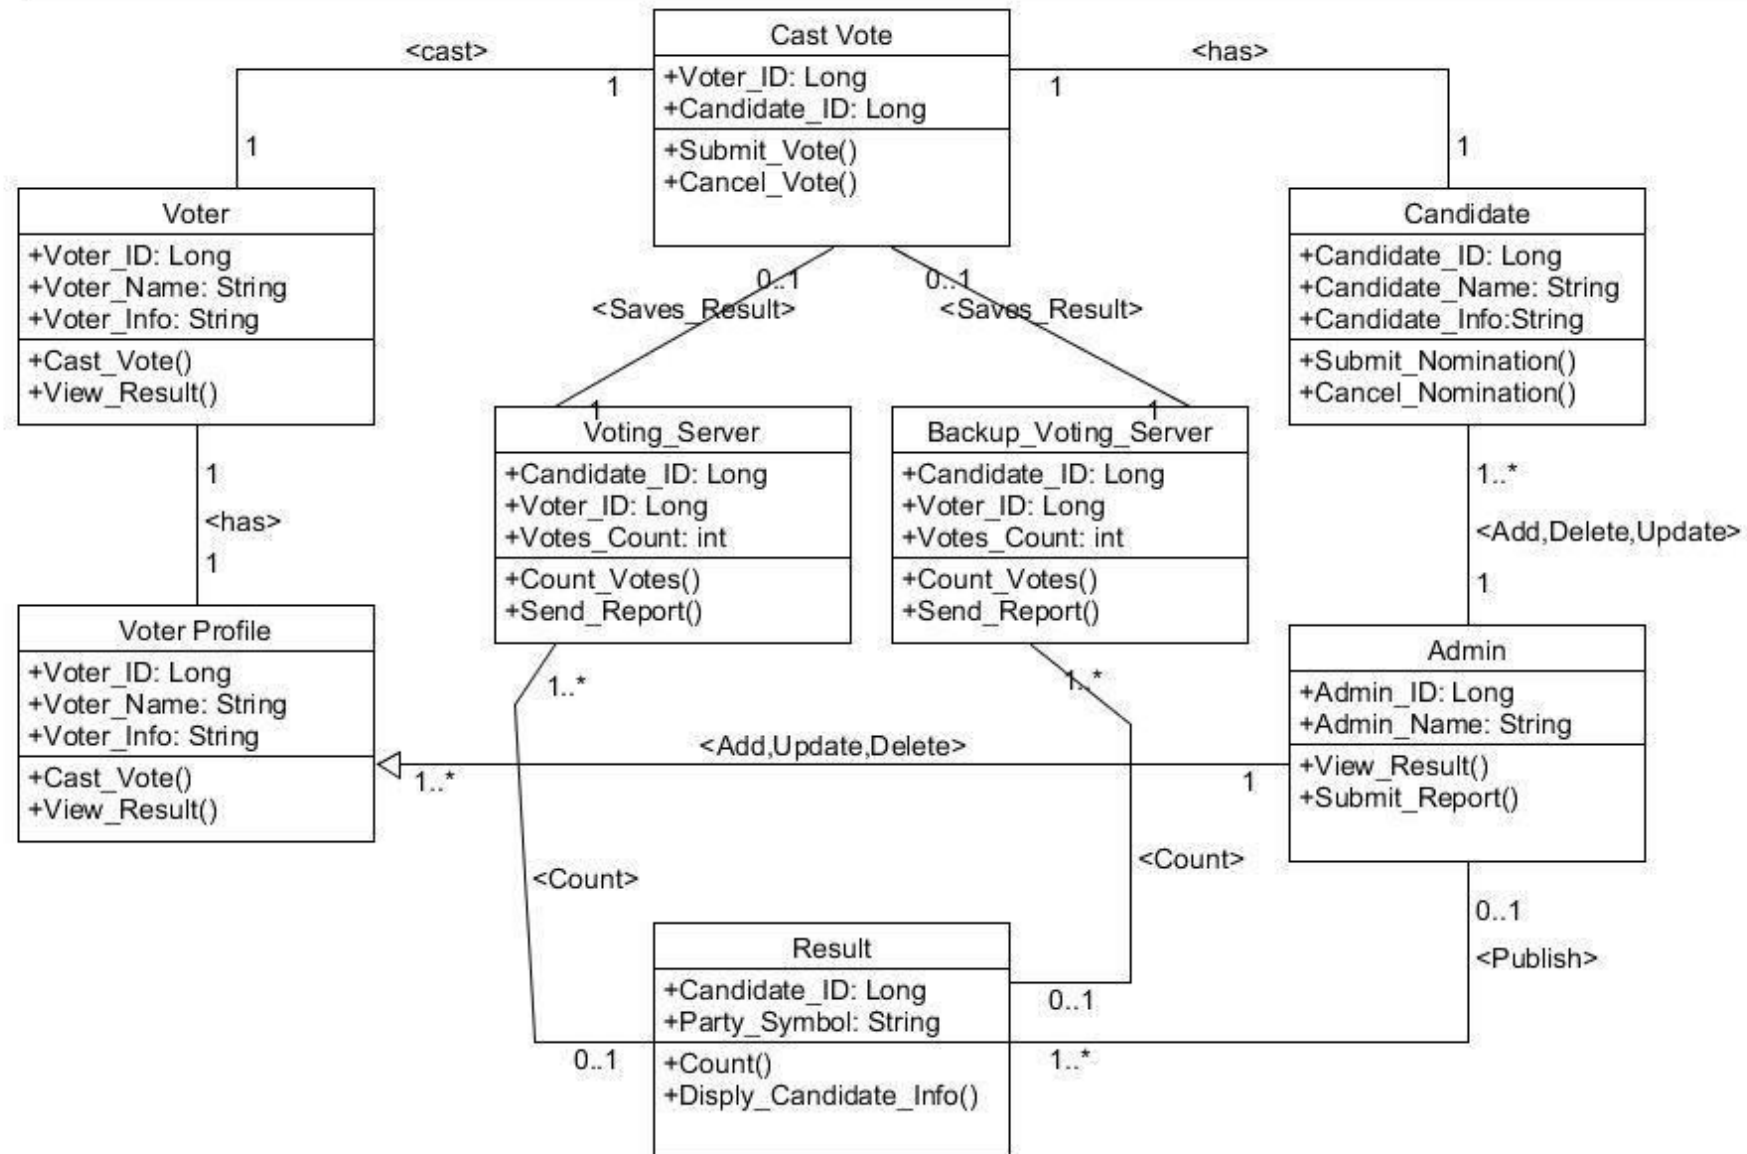 Cast Vote
+Voter_ID: Long
+Candidate_ID: Long
+Submit_Vote()
+Cancel_Vote()
<cast>
1
1
<has>
1
1
Voter
+Voter_ID: Long
+Voter_Name: String
+Voter_Info: String
+Cast_Vote()
+View_Result()
Candidate
+Candidate_ID: Long
+Candidate_Name: String
+Candidate_Info:String
+Submit_Nomination()
+Cancel_Nomination()
0..1
<Saves_Result>
1
0..1
<Saves_Result>
1
Voting_Server
+Candidate_ID: Long
+Voter_ID: Long
+Votes_Count: int
+Count_Votes()
+Send_Report()
Backup_Voting_Server
+Candidate_ID: Long
+Voter_ID: Long
+Votes_Count: int
+Count_Votes()
+Send_Report()
1
<has>
1
1..*
<Add,Delete,Update>
1
Voter Profile
+Voter_ID: Long
+Voter_Name: String
+Voter_Info: String
+Cast_Vote()
+View_Result()
Admin
+Admin_ID: Long
+Admin_Name: String
+View_Result()
+Submit_Report()
1..*
1..*
<Add,Update,Delete>
1..*
1
<Count>
<Count>
0..1
<Publish>
Result
+Candidate_ID: Long
+Party_Symbol: String
+Count()
+Disply_Candidate_Info()
0..1
0..1
1..*